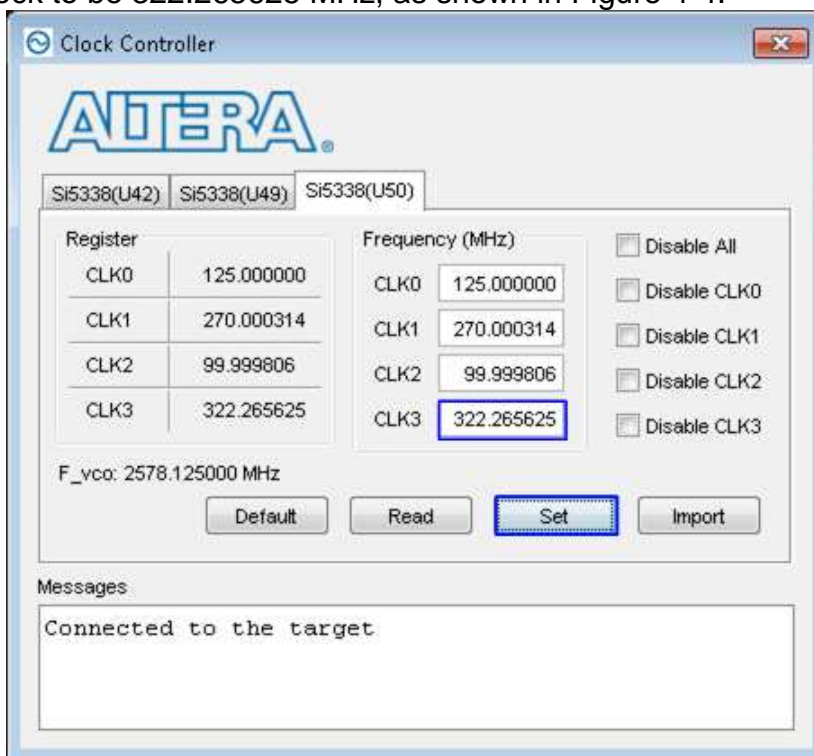 Clock Controller
ALTERA®
Si5338(U42) Si5338(U49) Si5338(U50)
Register
CLK0 125.000000
CLK1 270.000314
CLK2 99.999806
CLK3 322.265625
Frequency (MHz)
CLK0 125.000000
CLK1 270.000314
CLK2 99.999806
CLK3 322.265625
Disable All
Disable CLK0
Disable CLK1
Disable CLK2
Disable CLK3
F_vco: 2578.125000 MHz
Default Read Set Import
Messages
Connected to the target